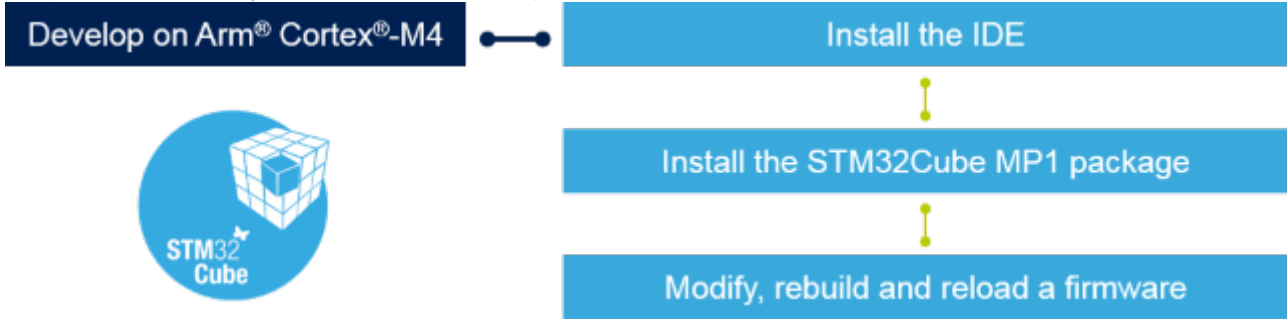 Develop on Arm® Cortex®-M4
Install the IDE
Install the STM32Cube MP1 package
STM32
Cube
Modify, rebuild and reload a firmware